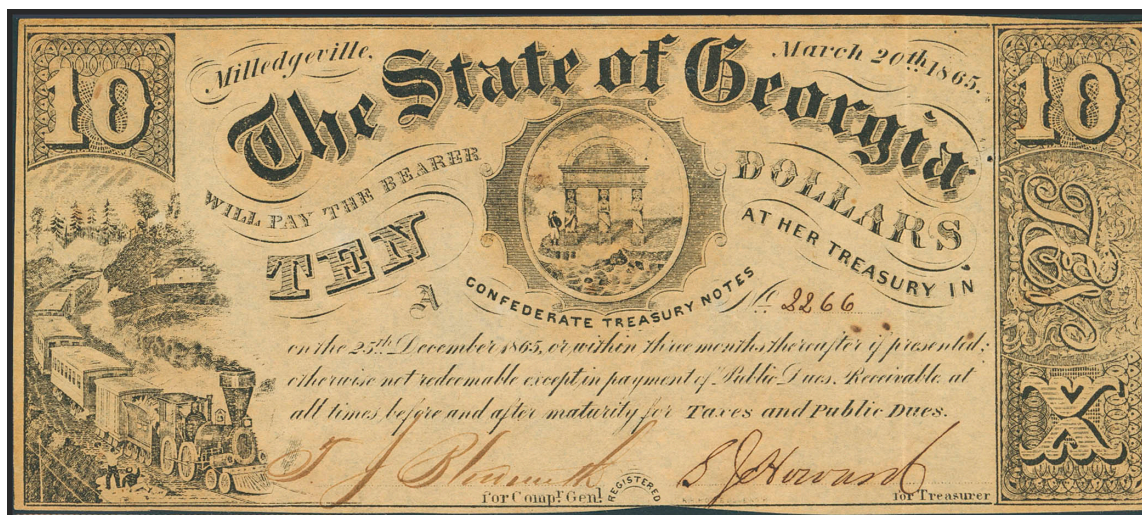 10
Milledgeville.
March 20th 1865.
10
The State of Georgia
WILL PAY THE BEARER
TEN
DOLLARS
AT HER TREASURY IN
A
CONFEDERATE TREASURY NOTES
No. 2266
on the 25th December 1865, or within three months thereafter if presented;
otherwise not redeemable except in payment of Public Dues. Receivable at
all times before and after maturity for Taxes and Public Dues.
S J Howard
for Compt Genl
REGISTERED
for Treasurer
X